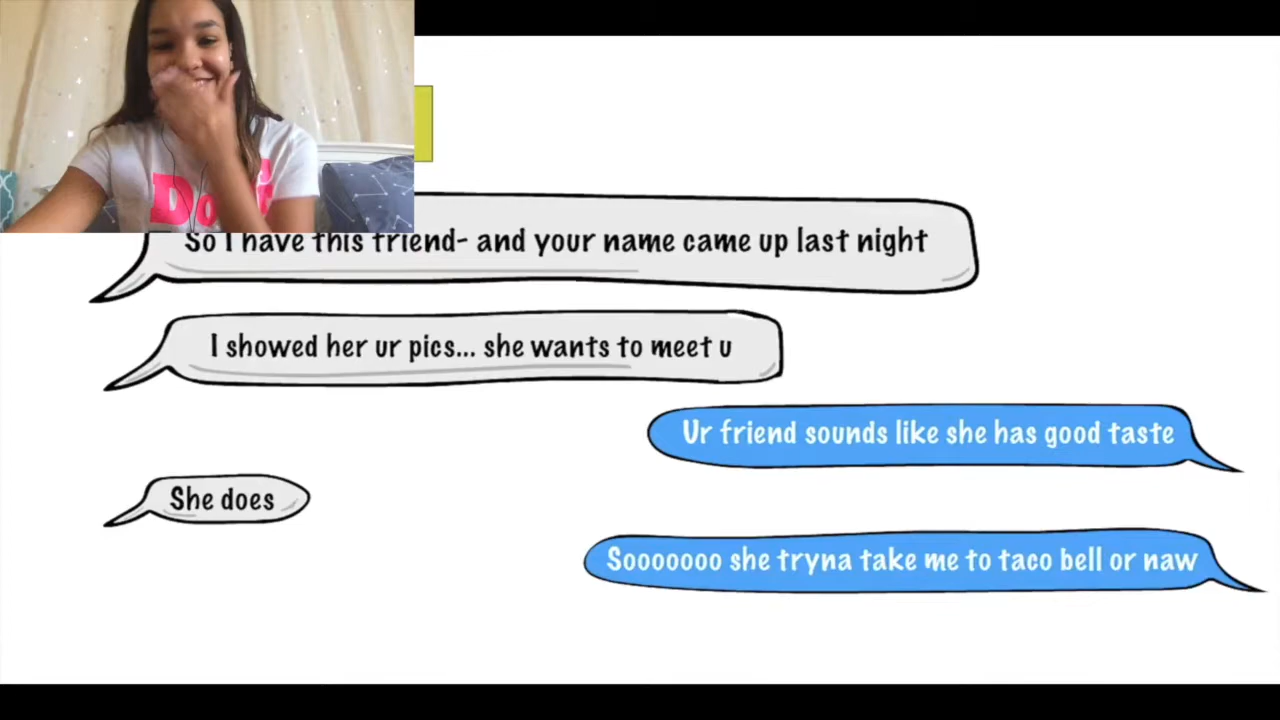 So I have this friend- and your name came up last night
I showed her ur pics... she wants to meet u
Ur friend sounds like she has good taste
She does
Sooooooo she tryna take me to taco bell or naw